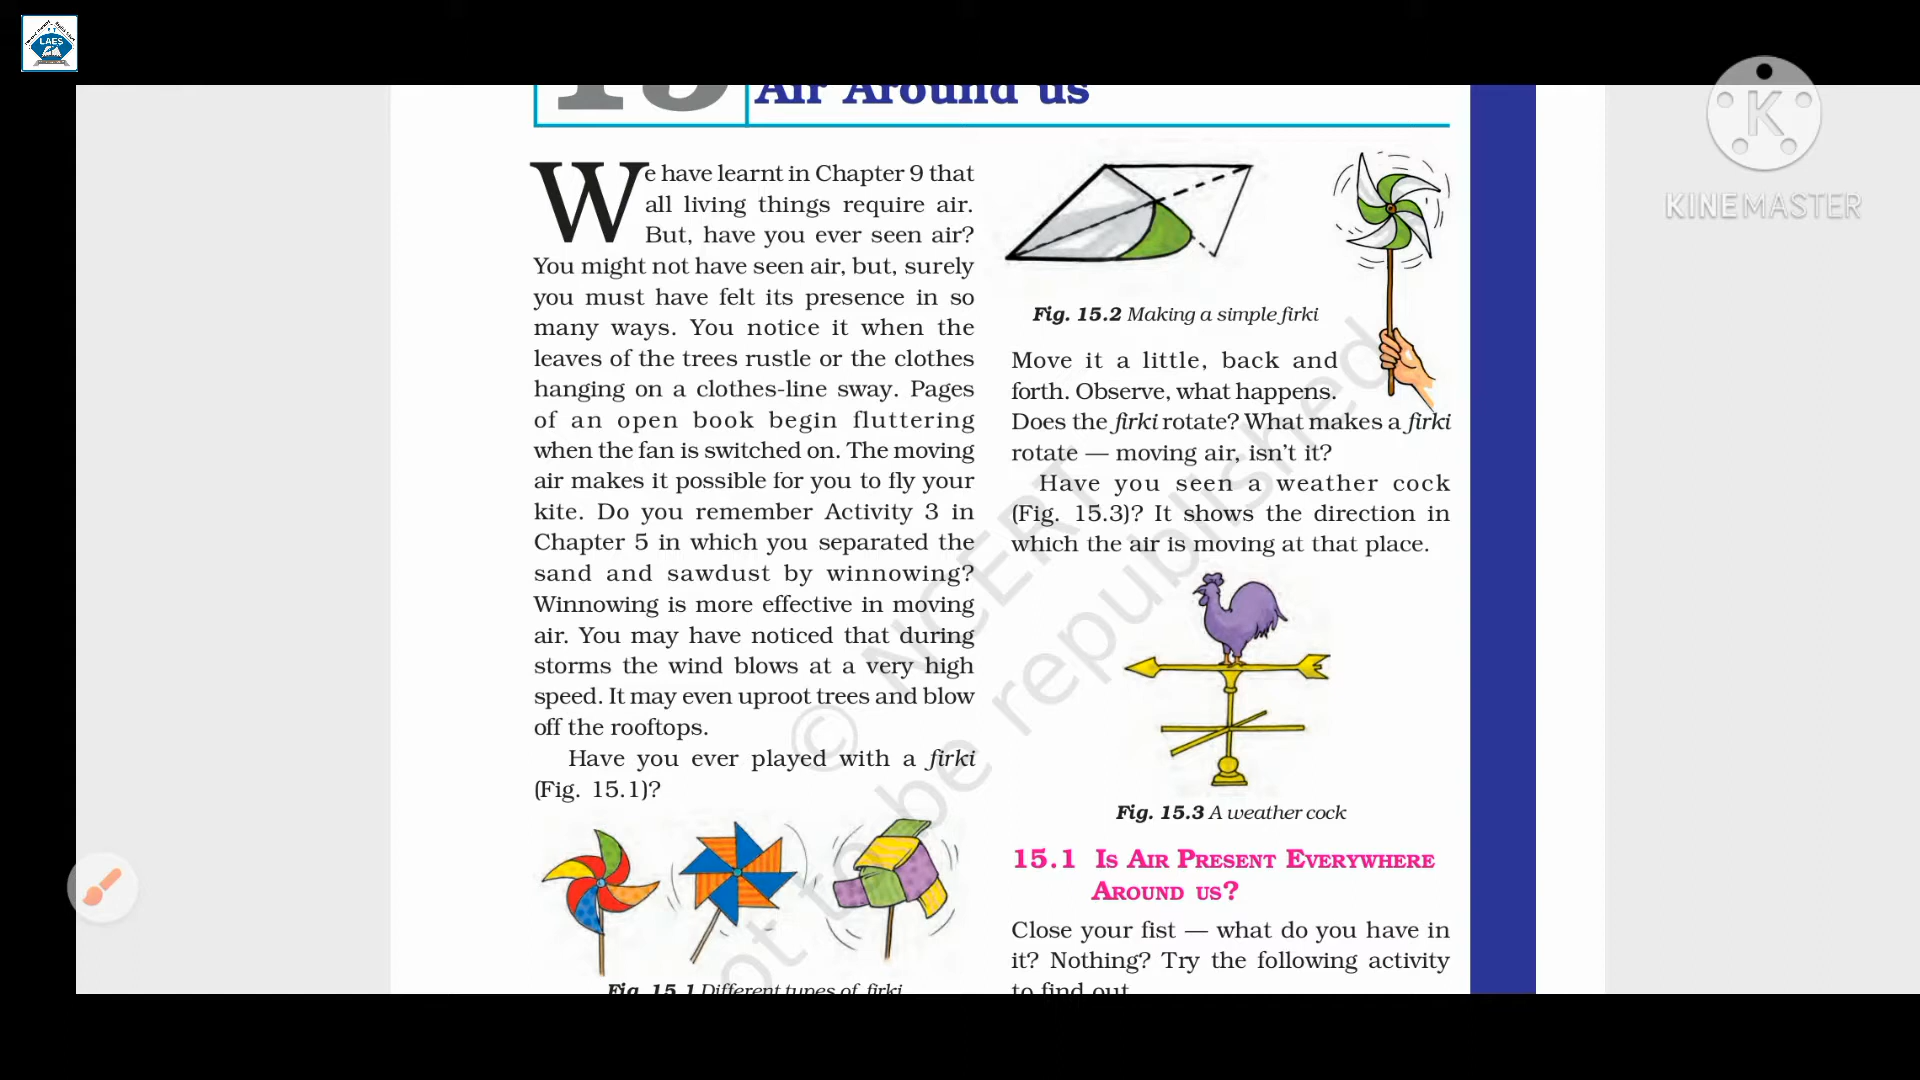 LAES
15
Air Around us
We have learnt in Chapter 9 that
all living things require air.
But, have you ever seen air?
You might not have seen air, but, surely
you must have felt its presence in so
many ways. You notice it when the
leaves of the trees rustle or the clothes
hanging on a clothes-line sway. Pages
of an open book begin fluttering
when the fan is switched on. The moving
air makes it possible for you to fly your
kite. Do you remember Activity 3 in
Chapter 5 in which you separated the
sand and sawdust by winnowing?
Winnowing is more effective in moving
air. You may have noticed that during
storms the wind blows at a very high
speed. It may even uproot trees and blow
off the rooftops.
Have you ever played with a firki
(Fig. 15.1)?
Fig. 15.1 Different types of firki
Fig. 15.2 Making a simple firki
Move it a little, back and
forth. Observe, what happens.
Does the firki rotate? What makes a firki
rotate — moving air, isn't it?
Have you seen a weather cock
(Fig. 15.3)? It shows the direction in
which the air is moving at that place.
Fig. 15.3 A weather cock
15.1 Is Air Present Everywhere
Around us?
Close your fist — what do you have in
it? Nothing? Try the following activity
to find out.
© NCERT
not to be republished
K
KINEMASTER